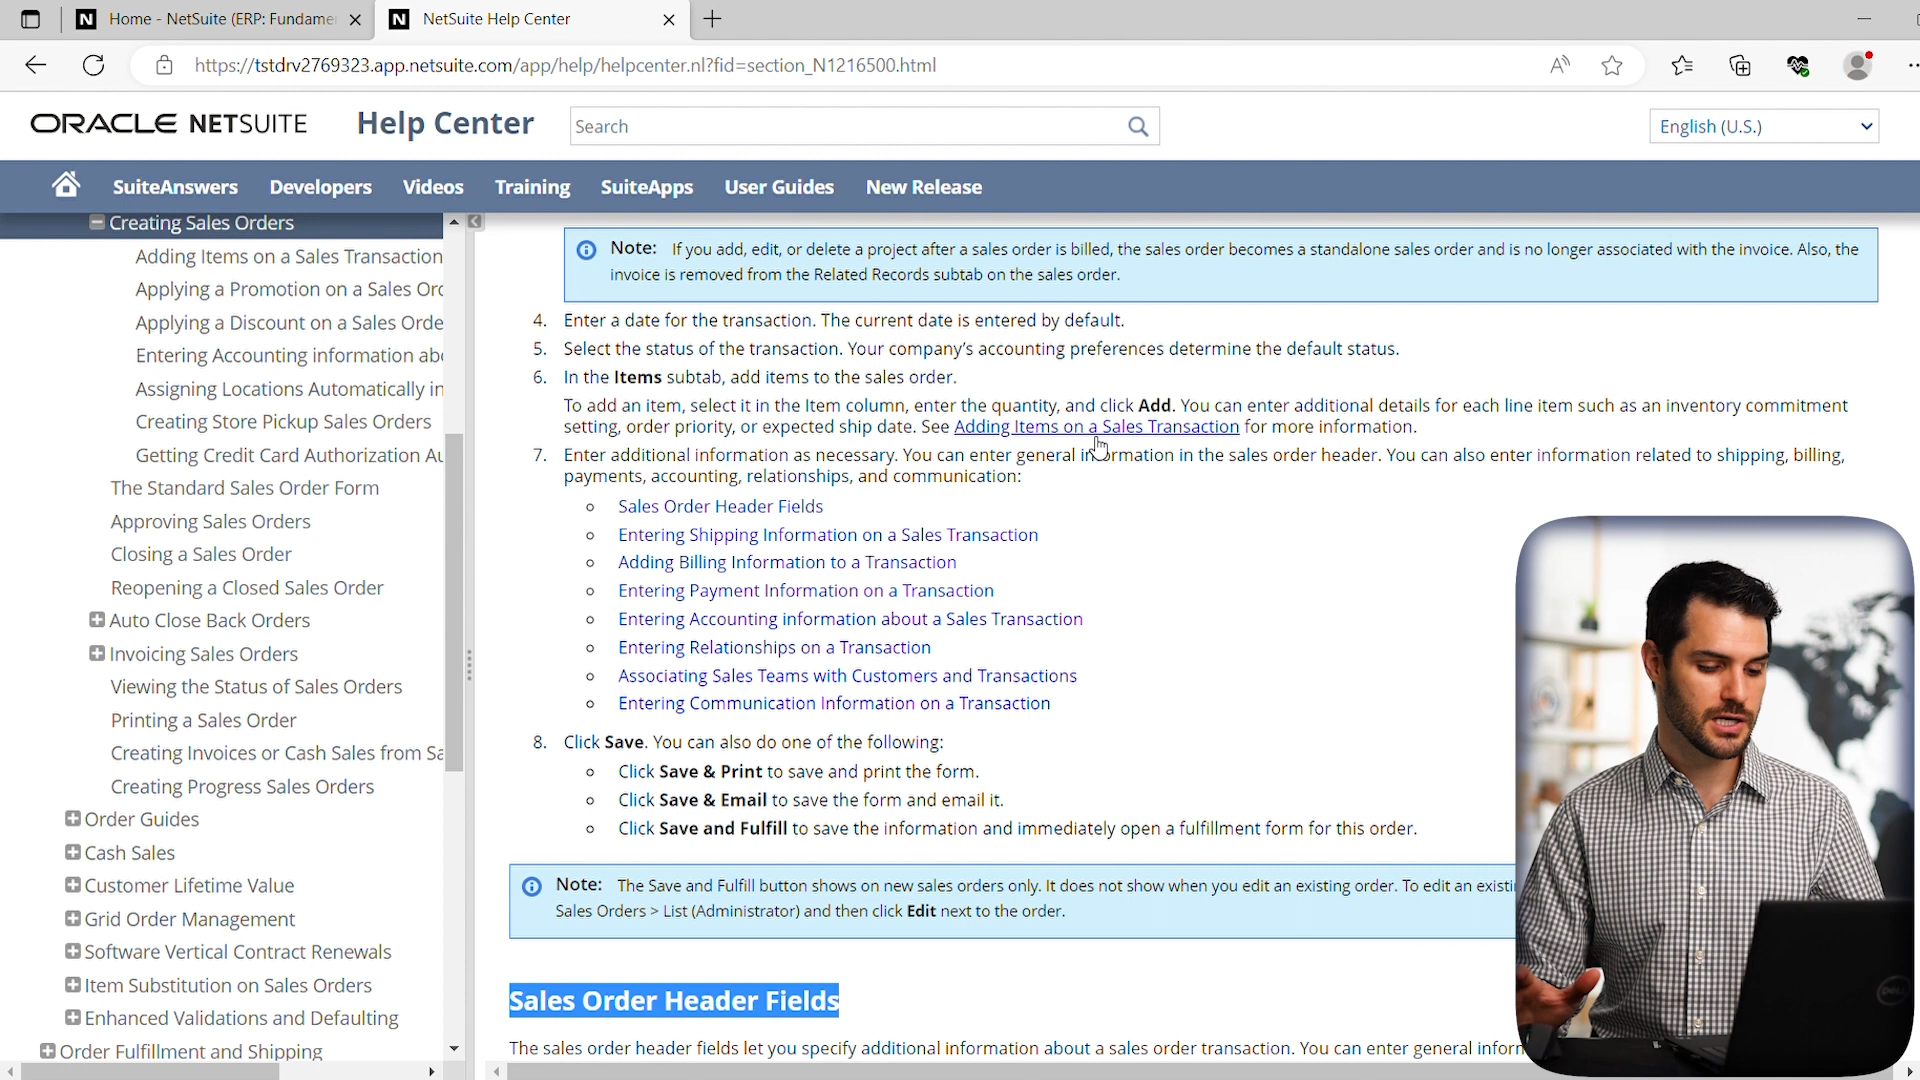 Home - NetSuite (ERP: Fundame
NetSuite Help Center
https://tstdrv2769323.app.netsuite.com/app/help/helpcenter.nl?fid=section_N1216500.html
ORACLE NETSUITE
Help Center
Search
English (U.S.)
SuiteAnswers
Developers
Videos
Training
SuiteApps
User Guides
New Release
Creating Sales Orders
Adding Items on a Sales Transaction
Applying a Promotion on a Sales Ord
Applying a Discount on a Sales Orde
Entering Accounting information abo
Assigning Locations Automatically in
Creating Store Pickup Sales Orders
Getting Credit Card Authorization Au
The Standard Sales Order Form
Approving Sales Orders
Closing a Sales Order
Reopening a Closed Sales Order
Auto Close Back Orders
Invoicing Sales Orders
Viewing the Status of Sales Orders
Printing a Sales Order
Creating Invoices or Cash Sales from Sa
Creating Progress Sales Orders
Order Guides
Cash Sales
Customer Lifetime Value
Grid Order Management
Software Vertical Contract Renewals
Item Substitution on Sales Orders
Enhanced Validations and Defaulting
Order Fulfillment and Shipping
Note: If you add, edit, or delete a project after a sales order is billed, the sales order becomes a standalone sales order and is no longer associated with the invoice. Also, the
invoice is removed from the Related Records subtab on the sales order.
4. Enter a date for the transaction. The current date is entered by default.
5. Select the status of the transaction. Your company's accounting preferences determine the default status.
6. In the Items subtab, add items to the sales order.
To add an item, select it in the Item column, enter the quantity, and click Add. You can enter additional details for each line item such as an inventory commitment
setting, order priority, or expected ship date. See Adding Items on a Sales Transaction for more information.
7. Enter additional information as necessary. You can enter general information in the sales order header. You can also enter information related to shipping, billing,
payments, accounting, relationships, and communication:
Sales Order Header Fields
Entering Shipping Information on a Sales Transaction
Adding Billing Information to a Transaction
Entering Payment Information on a Transaction
Entering Accounting information about a Sales Transaction
Entering Relationships on a Transaction
Associating Sales Teams with Customers and Transactions
Entering Communication Information on a Transaction
8. Click Save. You can also do one of the following:
Click Save & Print to save and print the form.
Click Save & Email to save the form and email it.
Click Save and Fulfill to save the information and immediately open a fulfillment form for this order.
Note: The Save and Fulfill button shows on new sales orders only. It does not show when you edit an existing order. To edit an existi
Sales Orders > List (Administrator) and then click Edit next to the order.
Sales Order Header Fields
The sales order header fields let you specify additional information about a sales order transaction. You can enter general inforn
DELL